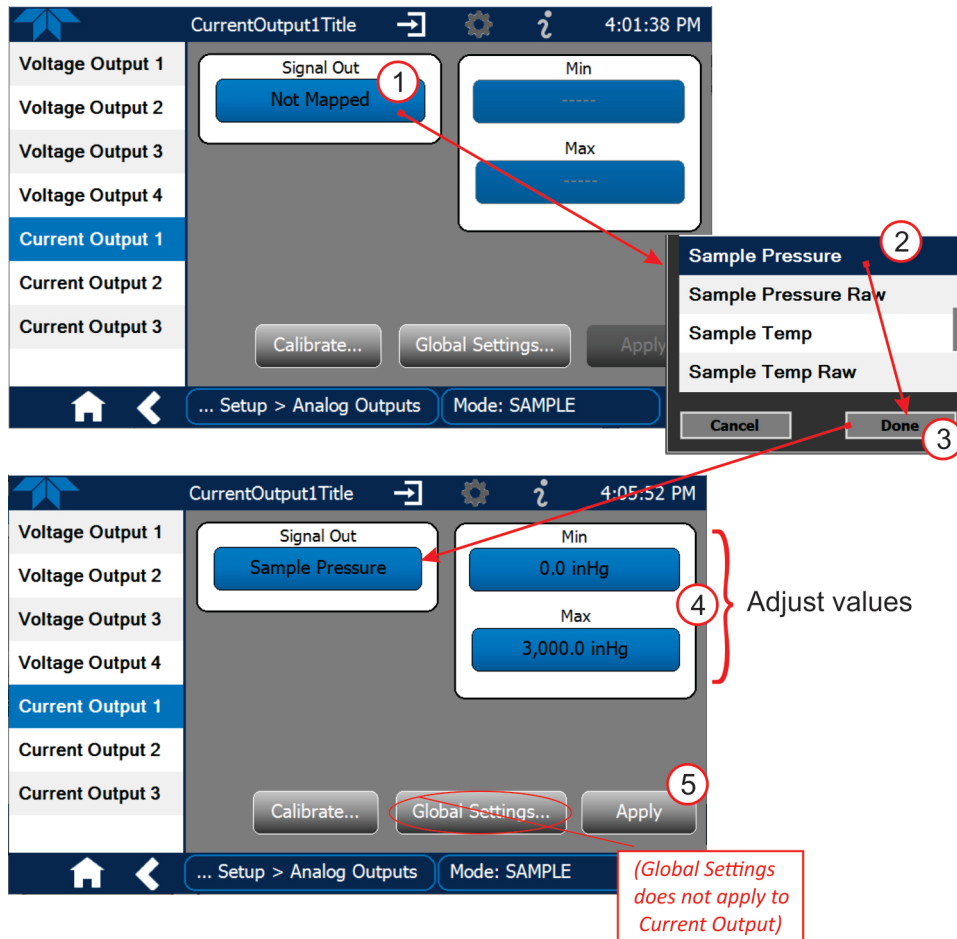 CurrentOutput1Title
4:01:38 PM
Voltage Output 1
Voltage Output 2
Voltage Output 3
Voltage Output 4
Current Output 1
Current Output 2
Current Output 3
Signal Out
Not Mapped
1
Min
-----
Max
-----
Calibrate...
Global Settings...
Apply
... Setup > Analog Outputs
Mode: SAMPLE
Sample Pressure
2
Sample Pressure Raw
Sample Temp
Sample Temp Raw
Cancel
Done
3
CurrentOutput1Title
4:05:52 PM
Voltage Output 1
Voltage Output 2
Voltage Output 3
Voltage Output 4
Current Output 1
Current Output 2
Current Output 3
Signal Out
Sample Pressure
Min
0.0 inHg
Max
3,000.0 inHg
4
Adjust values
Calibrate...
Global Settings...
Apply
5
... Setup > Analog Outputs
Mode: SAMPLE
(Global Settings
does not apply to
Current Output)